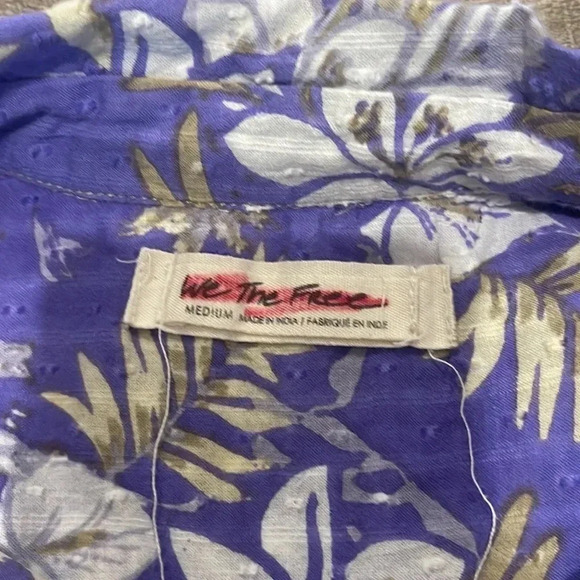 We The Free
MEDIUM MADE IN INDIA / FABRIQUÉ EN INDE